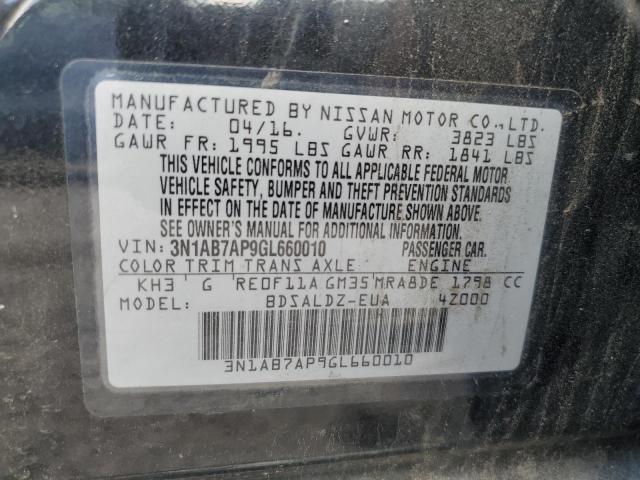 MANUFACTURED BY NISSAN MOTOR CO.,LTD.
DATE: 04/16. GVWR: 3823 LBS
GAWR FR: 1995 LBS GAWR RR: 1841 LBS
THIS VEHICLE CONFORMS TO ALL APPLICABLE FEDERAL MOTOR
VEHICLE SAFETY, BUMPER AND THEFT PREVENTION STANDARDS
IN EFFECT ON THE DATE OF MANUFACTURE SHOWN ABOVE.
SEE OWNER'S MANUAL FOR ADDITIONAL INFORMATION.
VIN: 3N1AB7AP9GL660010 PASSENGER CAR.
COLOR TRIM TRANS AXLE ENGINE
KH3 G RE0F11A GM35 MRA8DE 1798 CC
MODEL: BDSALDZ-EUA 4Z000
3N1AB7AP9GL660010